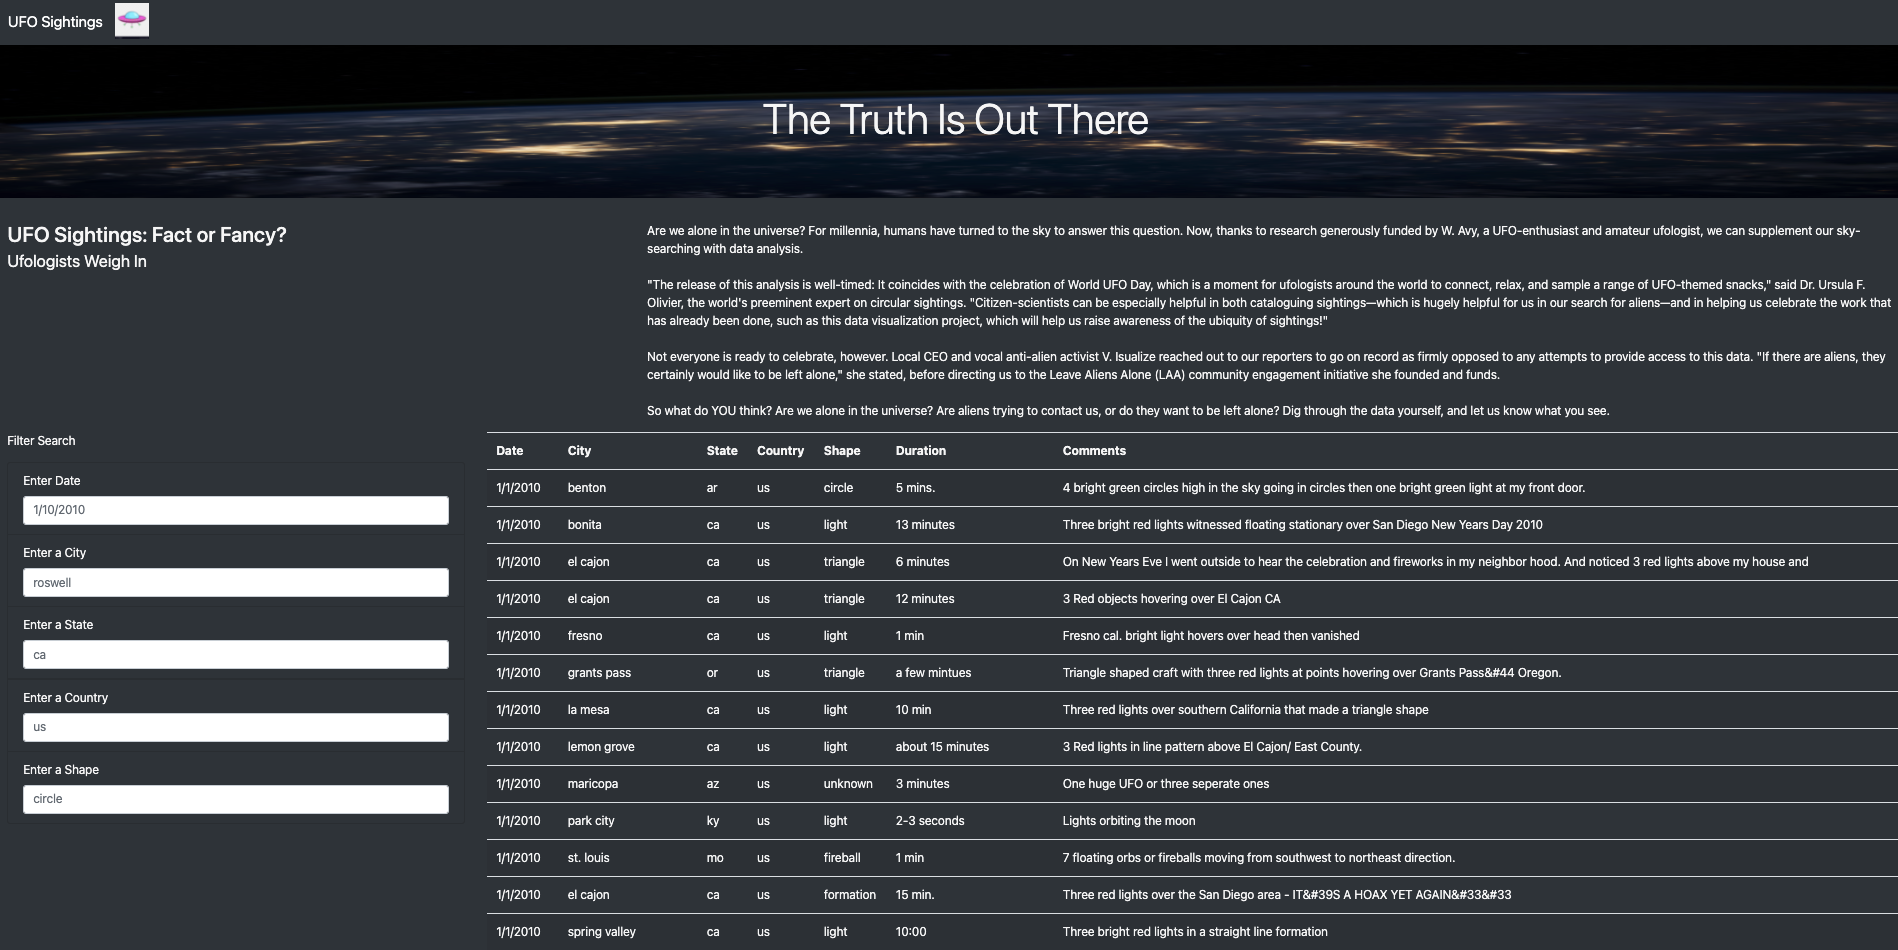 UFO Sightings
The Truth Is Out There
UFO Sightings: Fact or Fancy?
Ufologists Weigh In
Are we alone in the universe? For millennia, humans have turned to the sky to answer this question. Now, thanks to research generously funded by W. Avy, a UFO-enthusiast and amateur ufologist, we can supplement our sky-
searching with data analysis.
"The release of this analysis is well-timed: It coincides with the celebration of World UFO Day, which is a moment for ufologists around the world to connect, relax, and sample a range of UFO-themed snacks," said Dr. Ursula F.
Olivier, the world's preeminent expert on circular sightings. "Citizen-scientists can be especially helpful in both cataloguing sightings—which is hugely helpful for us in our search for aliens—and in helping us celebrate the work that
has already been done, such as this data visualization project, which will help us raise awareness of the ubiquity of sightings!"
Not everyone is ready to celebrate, however. Local CEO and vocal anti-alien activist V. Isualize reached out to our reporters to go on record as firmly opposed to any attempts to provide access to this data. "If there are aliens, they
certainly would like to be left alone," she stated, before directing us to the Leave Aliens Alone (LAA) community engagement initiative she founded and funds.
So what do YOU think? Are we alone in the universe? Are aliens trying to contact us, or do they want to be left alone? Dig through the data yourself, and let us know what you see.
Filter Search
Enter Date
1/10/2010
Enter a City
roswell
Enter a State
ca
Enter a Country
us
Enter a Shape
circle
Date City State Country Shape Duration Comments
1/1/2010 benton ar us circle 5 mins. 4 bright green circles high in the sky going in circles then one bright green light at my front door.
1/1/2010 bonita ca us light 13 minutes Three bright red lights witnessed floating stationary over San Diego New Years Day 2010
1/1/2010 el cajon ca us triangle 6 minutes On New Years Eve I went outside to hear the celebration and fireworks in my neighbor hood. And noticed 3 red lights above my house and
1/1/2010 el cajon ca us triangle 12 minutes 3 Red objects hovering over El Cajon CA
1/1/2010 fresno ca us light 1 min Fresno cal. bright light hovers over head then vanished
1/1/2010 grants pass or us triangle a few mintues Triangle shaped craft with three red lights at points hovering over Grants Pass&#44 Oregon.
1/1/2010 la mesa ca us light 10 min Three red lights over southern California that made a triangle shape
1/1/2010 lemon grove ca us light about 15 minutes 3 Red lights in line pattern above El Cajon/ East County.
1/1/2010 maricopa az us unknown 3 minutes One huge UFO or three seperate ones
1/1/2010 park city ky us light 2-3 seconds Lights orbiting the moon
1/1/2010 st. louis mo us fireball 1 min 7 floating orbs or fireballs moving from southwest to northeast direction.
1/1/2010 el cajon ca us formation 15 min. Three red lights over the San Diego area - IT&#39S A HOAX YET AGAIN&#33&#33
1/1/2010 spring valley ca us light 10:00 Three bright red lights in a straight line formation